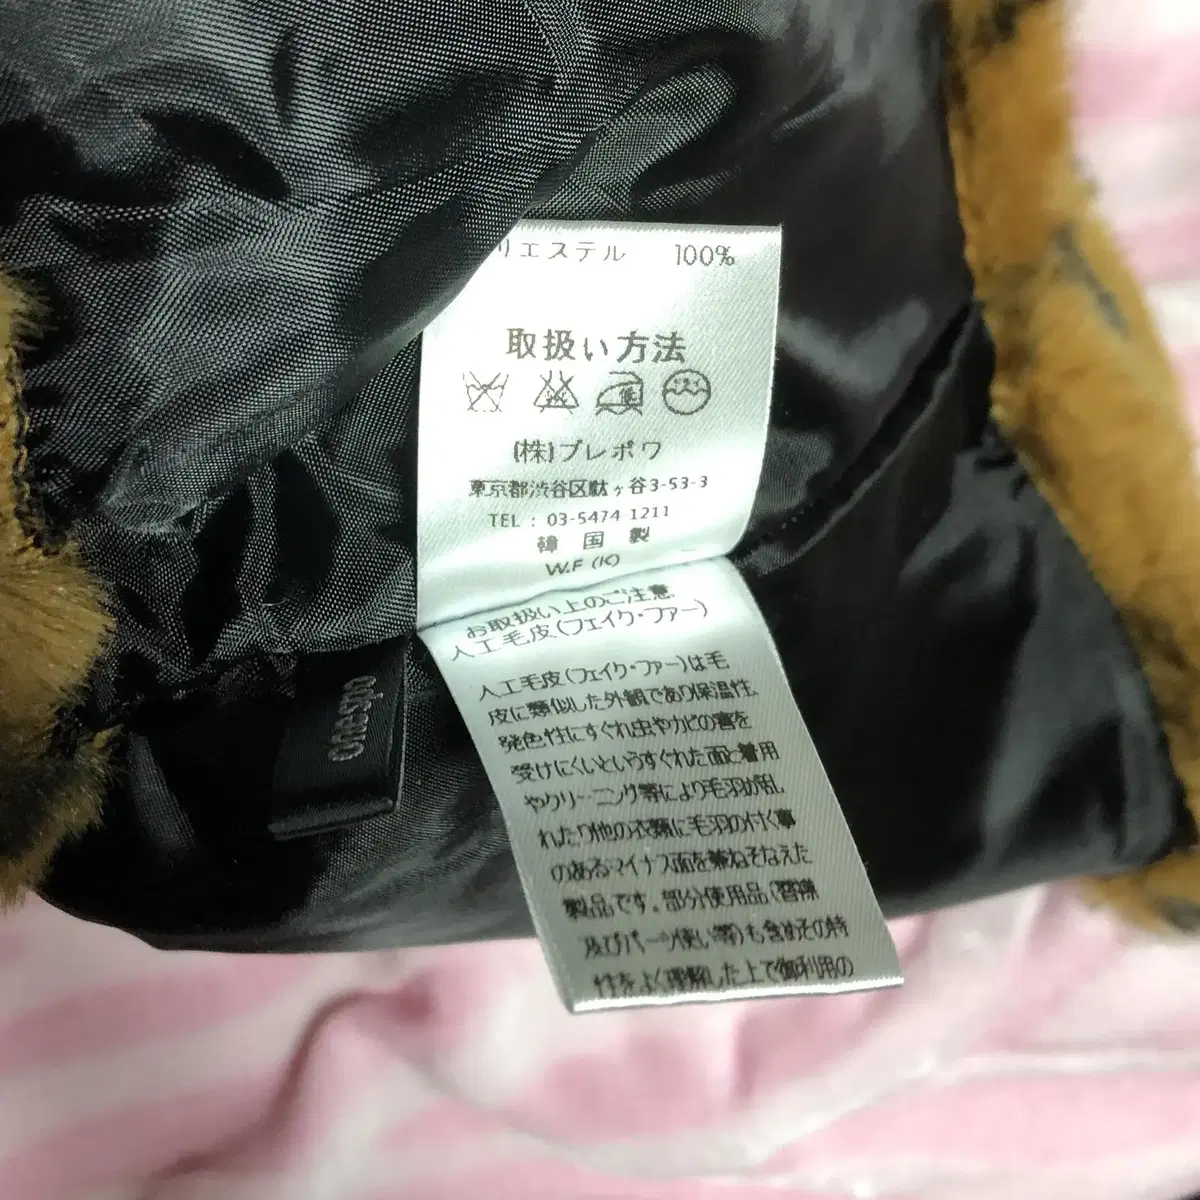 リエステル 100%
取扱い方法
(株)プレポワ
東京都渋谷区駄ヶ谷3-53-3
TEL : 03-5474 1211
韓国製
W.F (K)
お取扱い上のご注意
人工毛皮(フェイク・ファー)
人工毛皮(フェイク・ファー)は毛
皮に類似した外観であり保温性、
発色性にすぐれ虫やカビの害を
受けにくいというすぐれた面と着用
やクリーニング等により毛羽が乱
れたり他の衣類に毛羽の付く事
のあるマイナス面を兼ねそなえた
製品です。部分使用品(
及びパーツ使い等)も含めその特
性をよく理解した上で御利用の